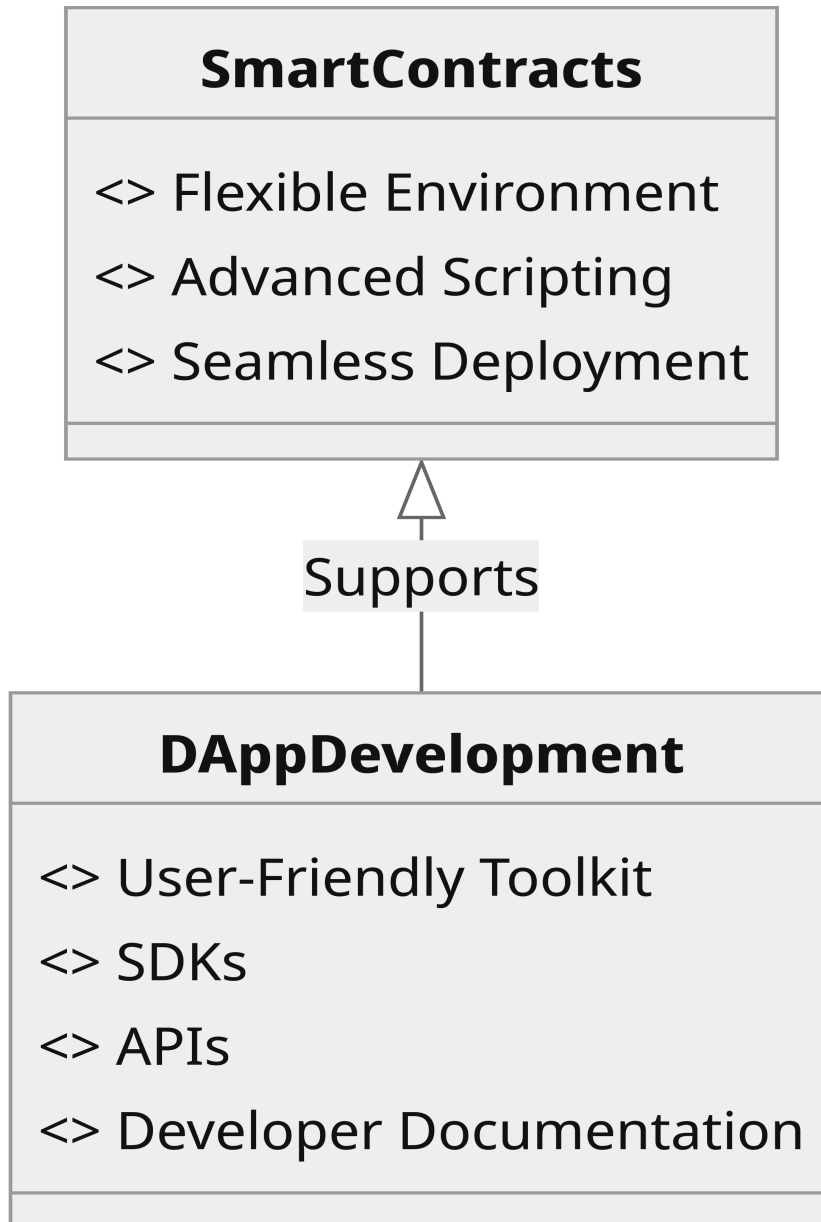 SmartContracts
<> Flexible Environment
<> Advanced Scripting
<> Seamless Deployment
Supports
DAppDevelopment
<> User-Friendly Toolkit
<> SDKs
<> APIs
<> Developer Documentation